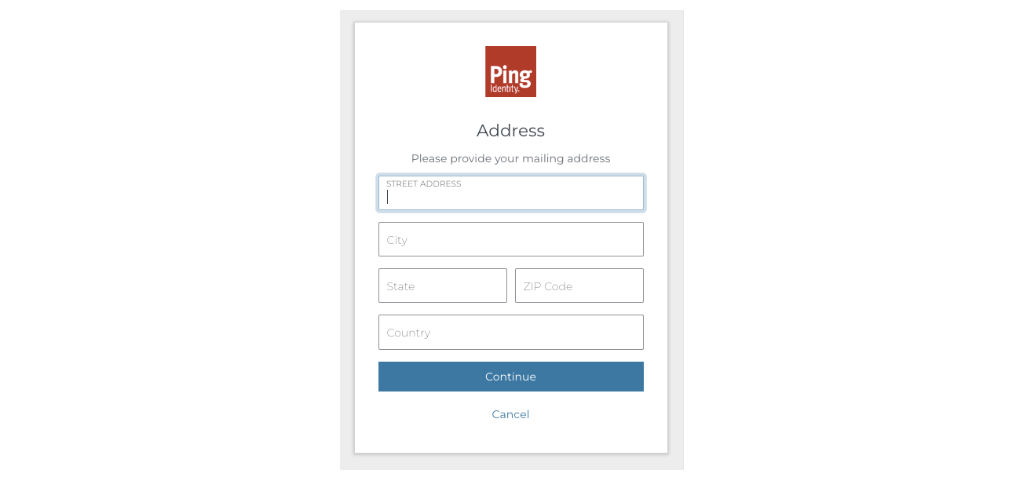 Ping
Identity.
Address
Please provide your mailing address
STREET ADDRESS
City
State ZIP Code
Country
Continue
Cancel